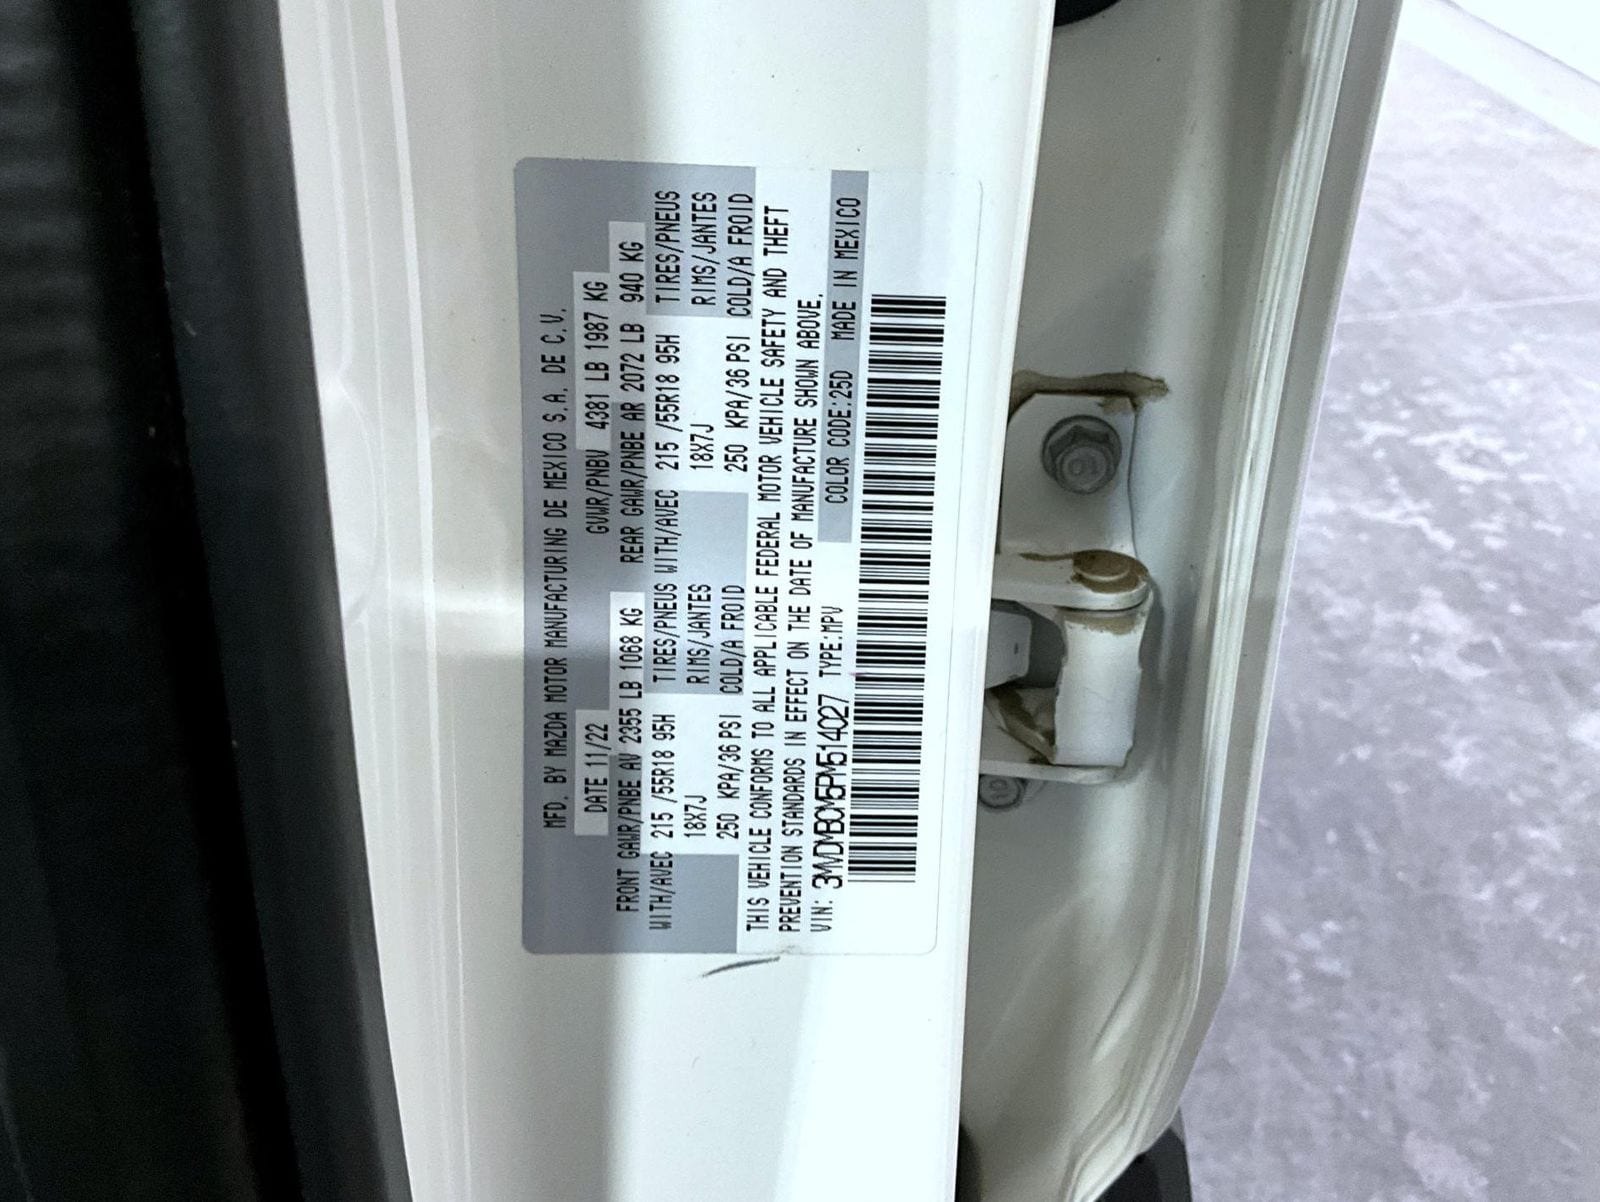 MFD. BY MAZDA MOTOR MANUFACTURING DE MEXICO S.A. DE C.V.
DATE 11/22 GVWR/PNBV 4381 LB 1987 KG
FRONT GAWR/PNBE AV 2355 LB 1068 KG REAR GAWR/PNBE AR 2072 LB 940 KG
WITH/AVEC 215 /55R18 95H TIRES/PNEUS WITH/AVEC 215 /55R18 95H TIRES/PNEUS
18X7J RIMS/JANTES 18X7J RIMS/JANTES
250 KPA/36 PSI COLD/A FROID 250 KPA/36 PSI COLD/A FROID
THIS VEHICLE CONFORMS TO ALL APPLICABLE FEDERAL MOTOR VEHICLE SAFETY AND THEFT
PREVENTION STANDARDS IN EFFECT ON THE DATE OF MANUFACTURE SHOWN ABOVE.
VIN: 3MVDMBCM5PM514027 TYPE:MPV COLOR CODE:25D MADE IN MEXICO